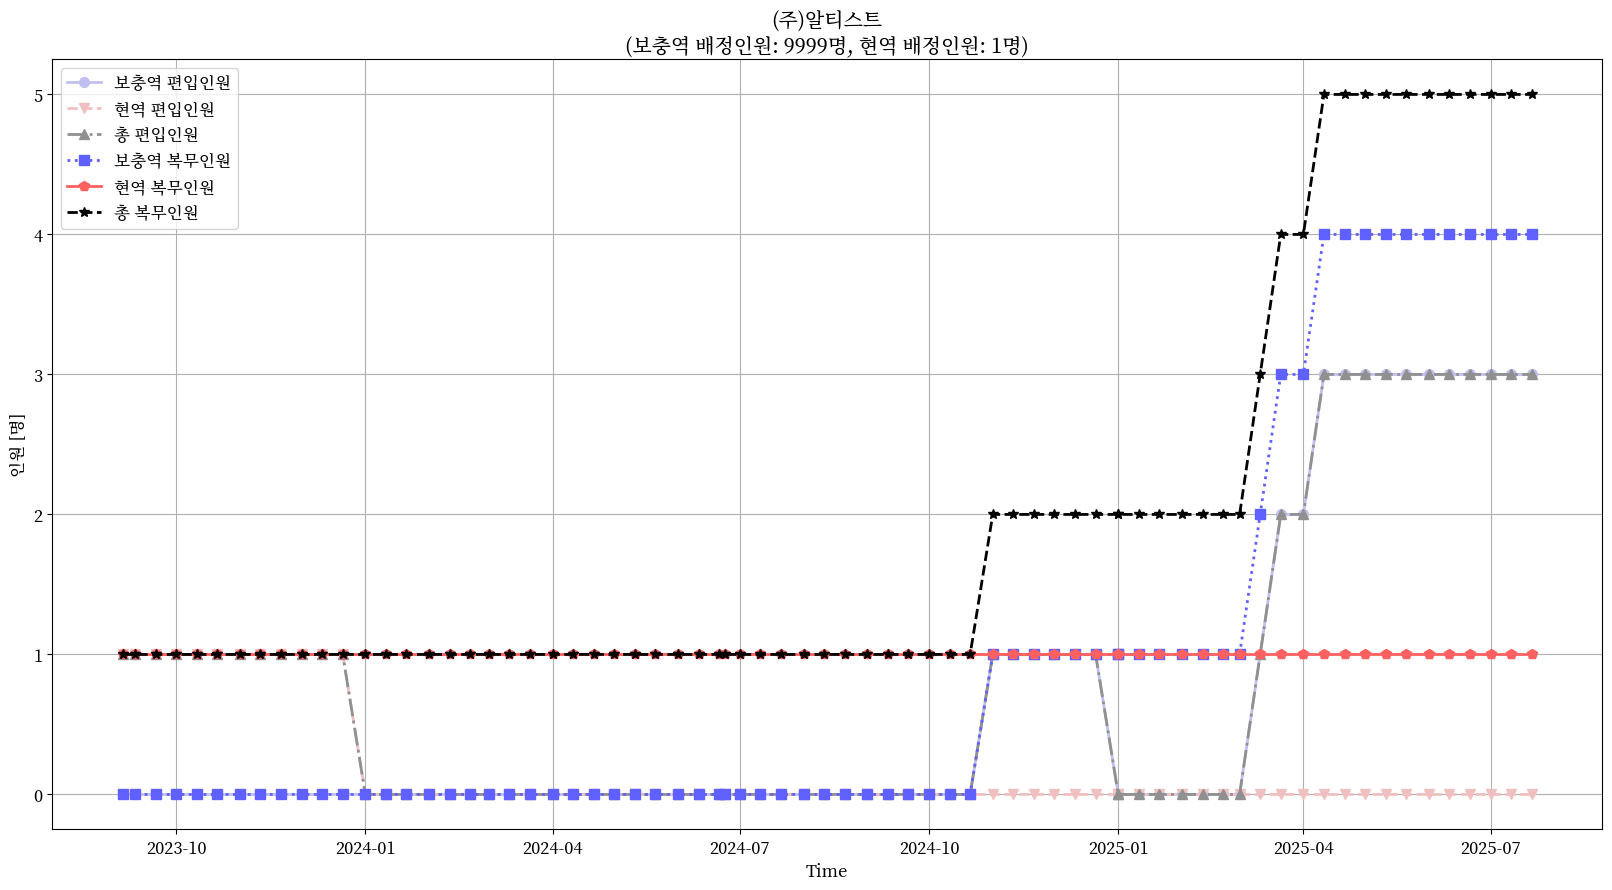 (주)알티스트
(보충역 배정인원: 9999명, 현역 배정인원: 1명)
보충역 편입인원
현역 편입인원
총 편입인원
보충역 복무인원
현역 복무인원
총 복무인원
인원 [명]
5
4
3
2
1
0
2023-10
2024-01
2024-04
2024-07
2024-10
2025-01
2025-04
2025-07
Time